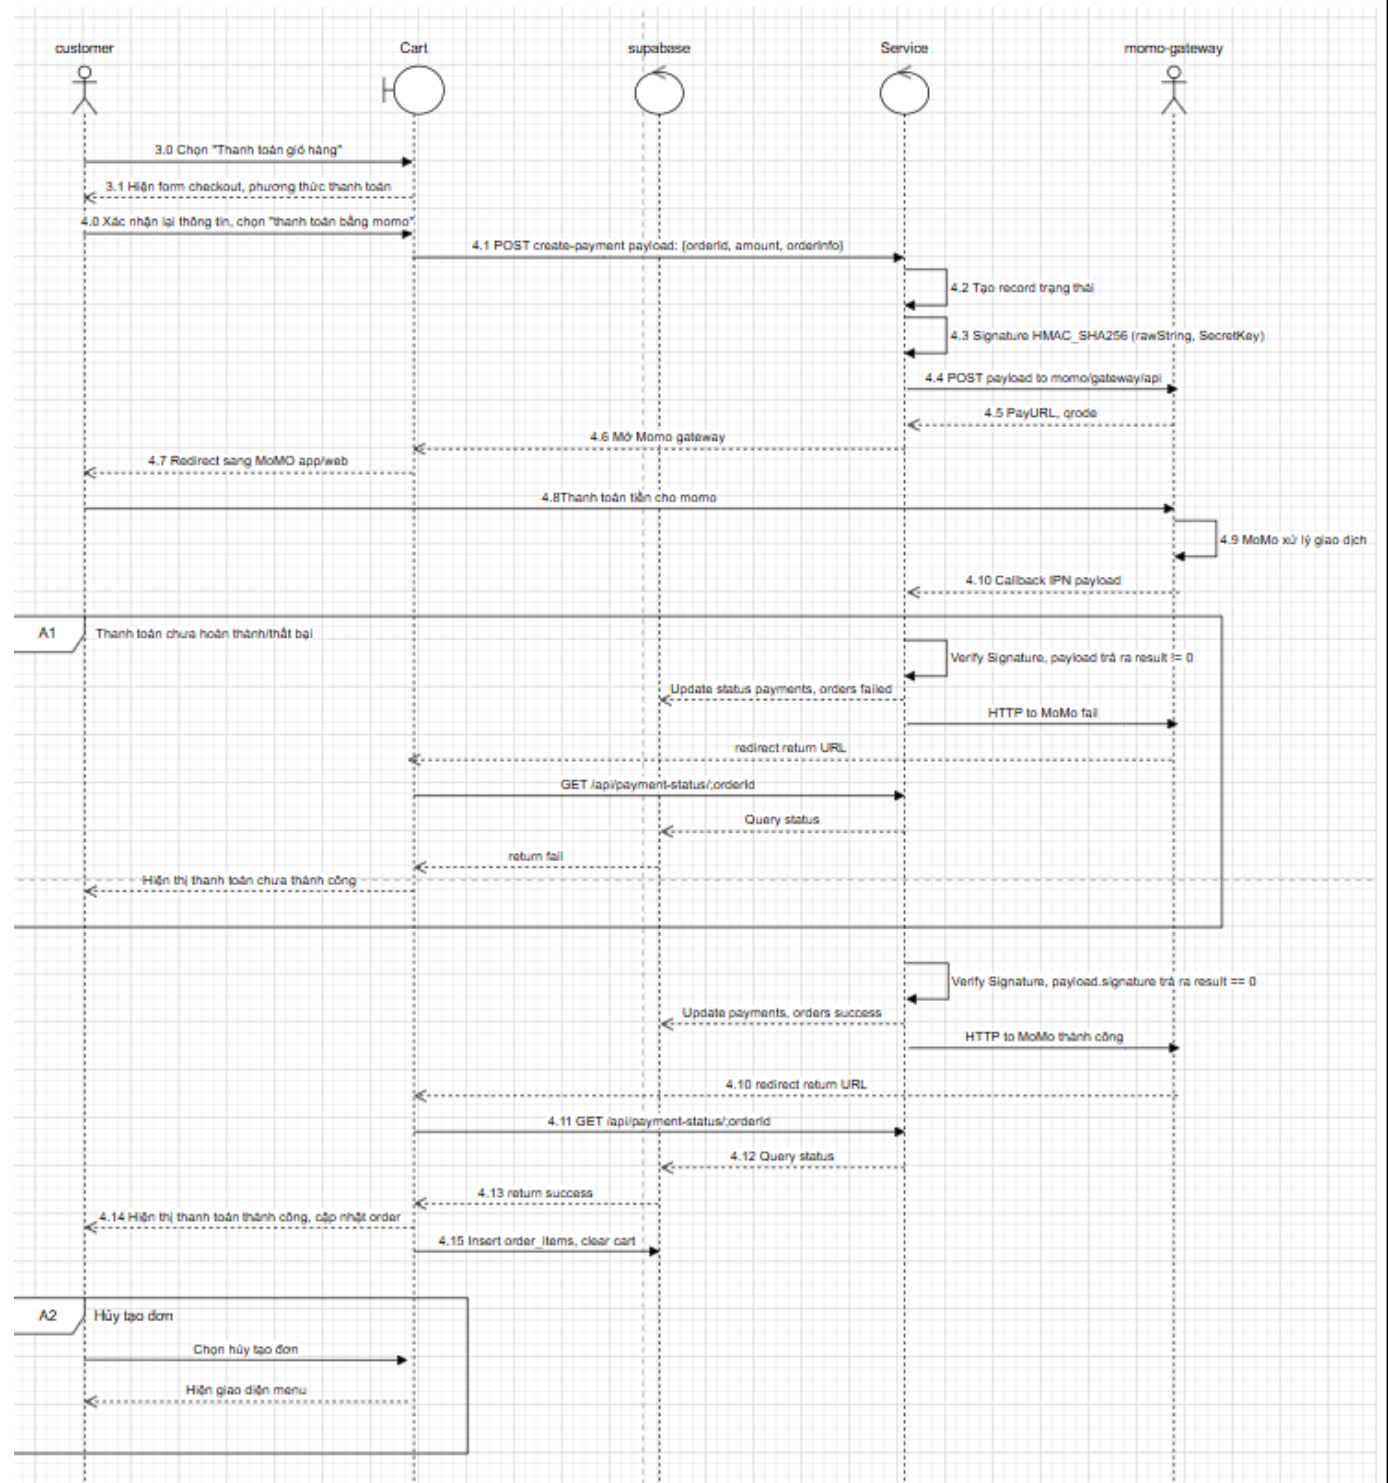 customer
Cart
supabase
Service
momo-gateway
3.0 Chọn "Thanh toán giỏ hàng"
3.1 Hiện form checkout, phương thức thanh toán
4.0 Xác nhận lại thông tin, chọn "thanh toán bằng momo"
4.1 POST create-payment payload: {orderId, amount, orderInfo}
4.2 Tạo record trạng thái
4.3 Signature HMAC_SHA256 (rawString, SecretKey)
4.4 POST payload to momo/gateway/api
4.5 PayURL, qrode
4.6 Mở Momo gateway
4.7 Redirect sang MoMO app/web
4.8Thanh toán tiền cho momo
4.9 MoMo xử lý giao dịch
4.10 Callback IPN payload
A1
Thanh toán chưa hoàn thành/thất bại
Verify Signature, payload trả ra result != 0
Update status payments, orders failed
HTTP to MoMo fail
redirect return URL
GET /api/payment-status/;orderId
Query status
return fail
Hiện thị thanh toán chưa thành công
Verify Signature, payload.signature trả ra result == 0
Update payments, orders success
HTTP to MoMo thành công
4.10 redirect return URL
4.11 GET /api/payment-status/;orderId
4.12 Query status
4.13 return success
4.14 Hiện thị thanh toán thành công, cập nhật order
4.15 Insert order_items, clear cart
A2
Hủy tạo đơn
Chọn hủy tạo đơn
Hiện giao diện menu